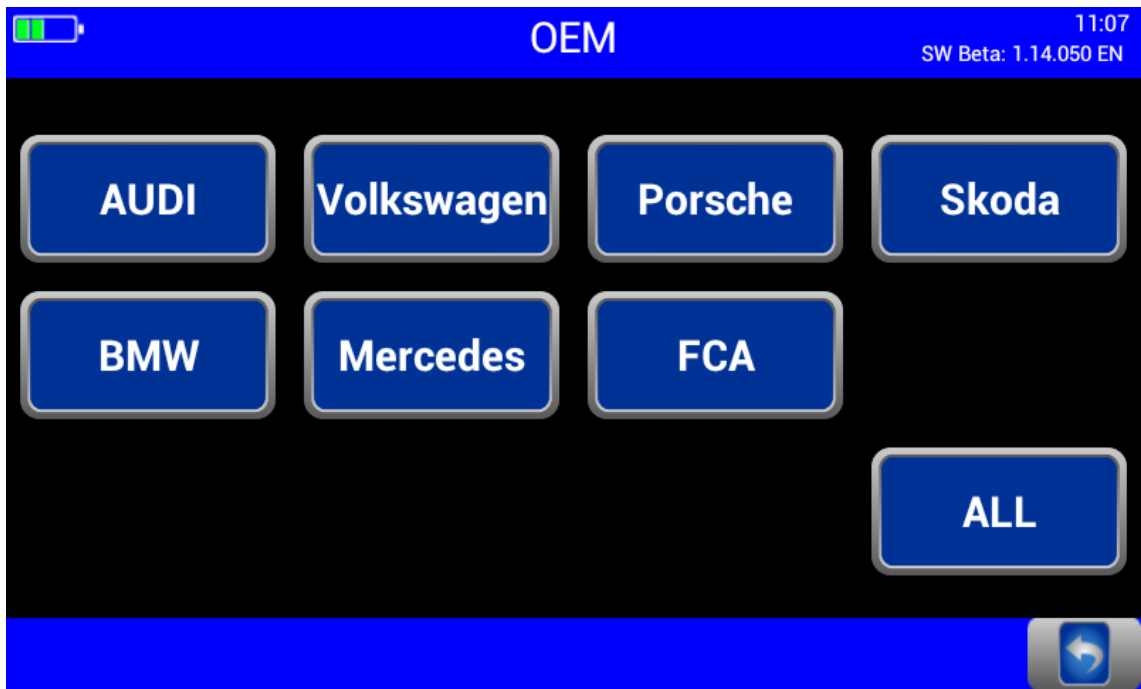 OEM
11:07
SW Beta: 1.14.050 EN
AUDI
Volkswagen
Porsche
Skoda
BMW
Mercedes
FCA
ALL